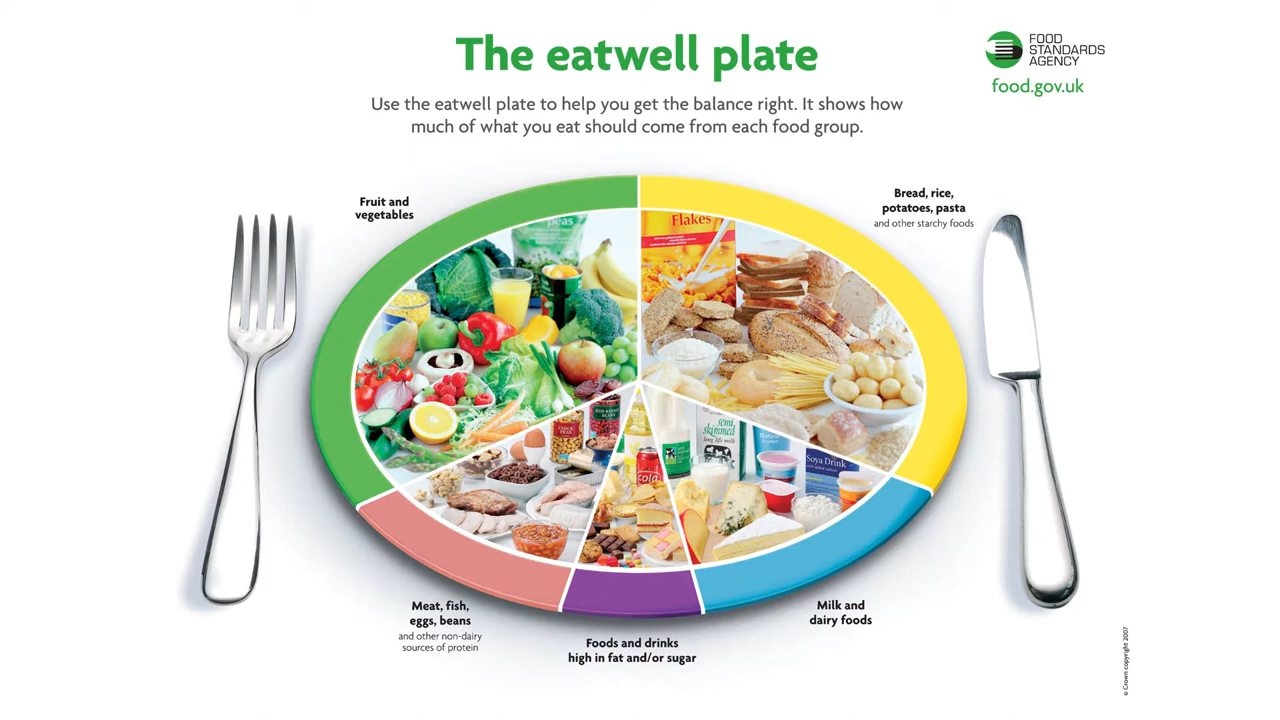 The eatwell plate
FOOD
STANDARDS
AGENCY
food.gov.uk
Use the eatwell plate to help you get the balance right. It shows how
much of what you eat should come from each food group.
Fruit and
vegetables
Bread, rice,
potatoes, pasta
and other starchy foods
peas
Flakes
RED KIDNEY
BEANS
CHICK
PEAS
semi
skimmed
long life milk
Natural
Soya Drink
cola
Meat, fish,
eggs, beans
and other non-dairy
sources of protein
Milk and
dairy foods
Foods and drinks
high in fat and/or sugar
© Crown copyright 2007